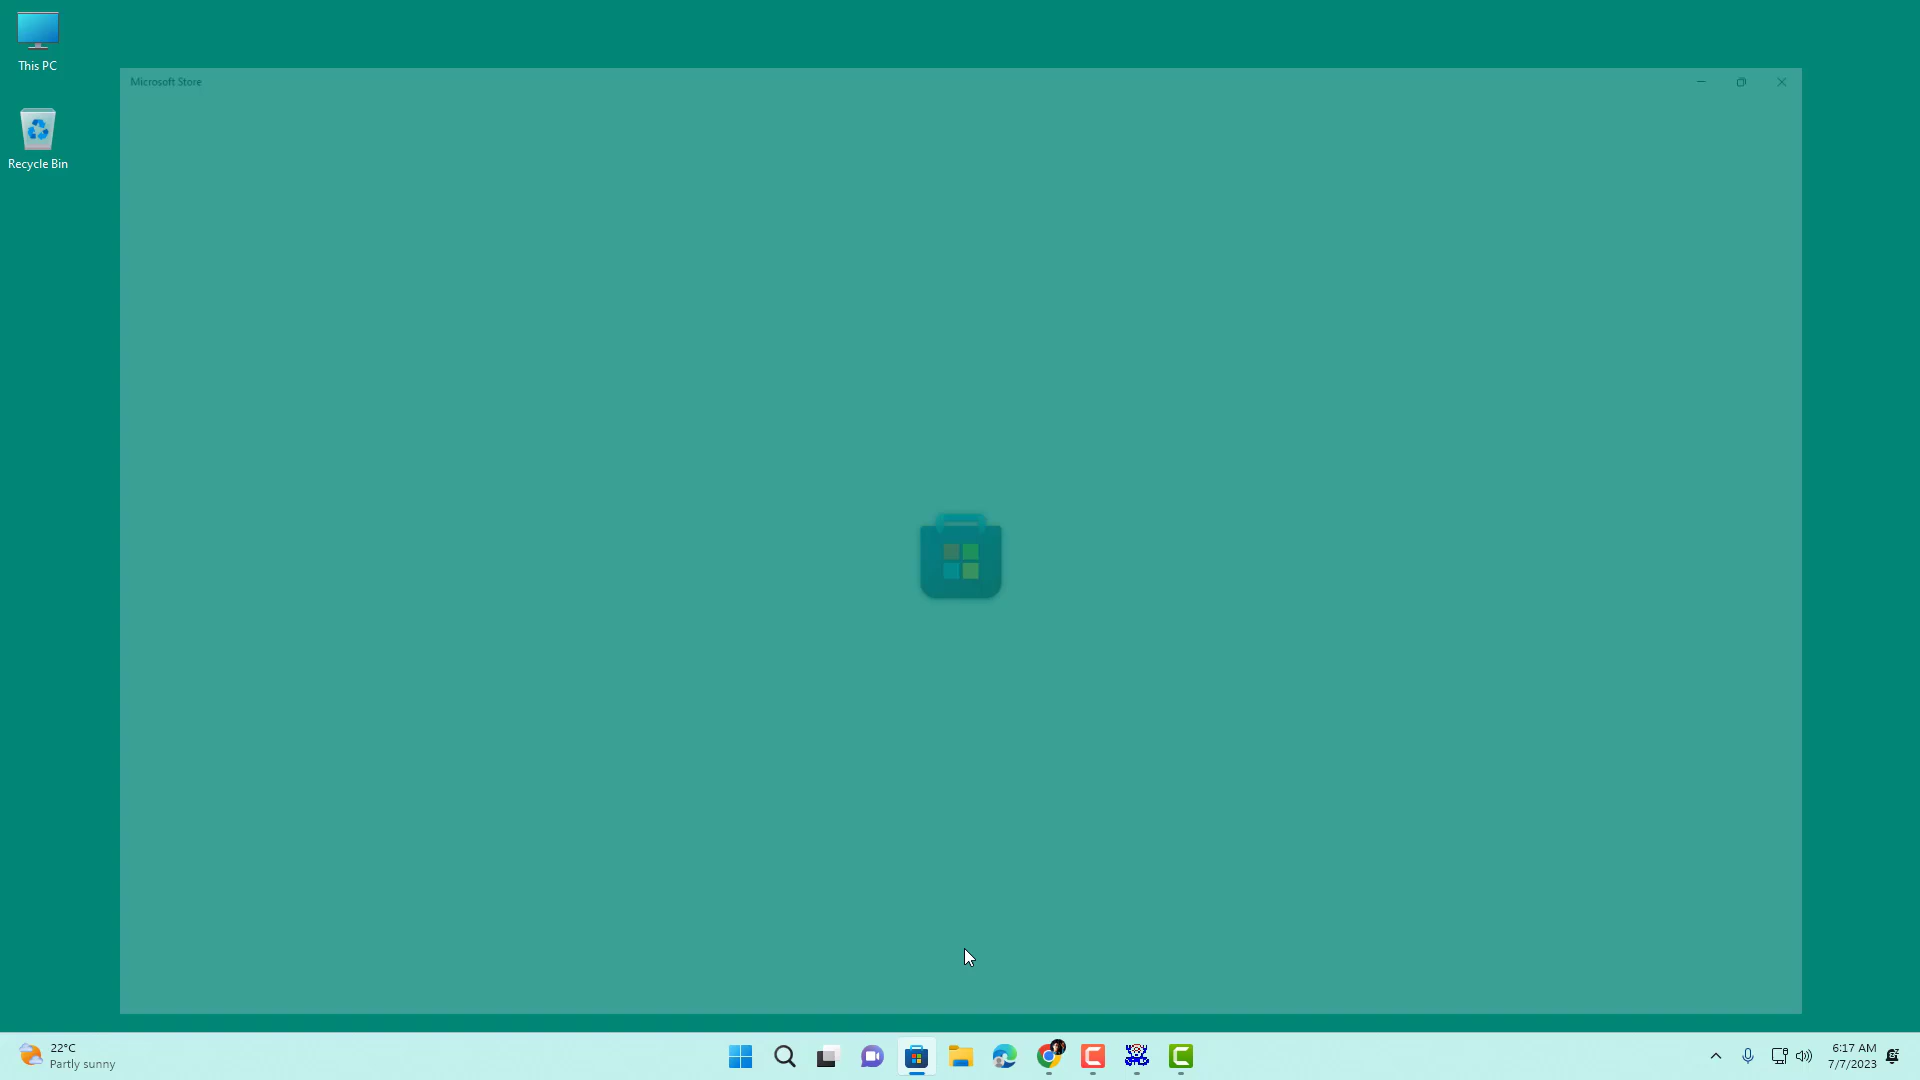 This PC
Microsoft Store
Recycle Bin
22°C
Partly sunny
6:17 AM
7/7/2023